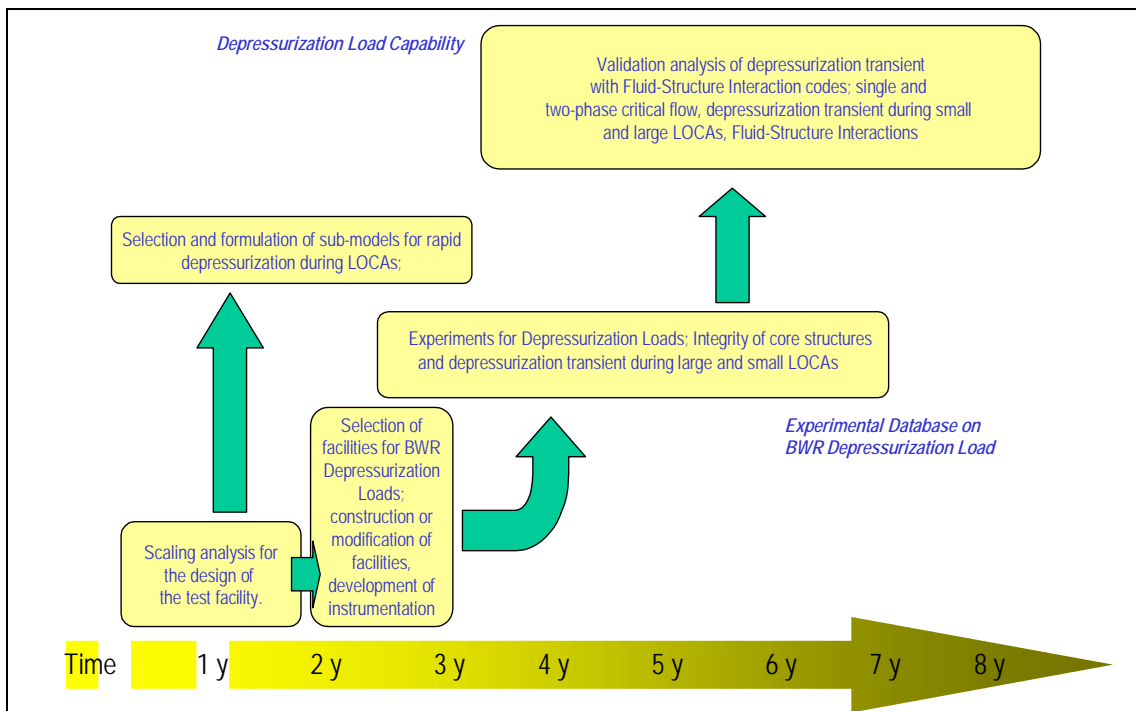 Depressurization Load Capability
Validation analysis of depressurization transient
with Fluid-Structure Interaction codes; single and
two-phase critical flow, depressurization transient during small
and large LOCAs, Fluid-Structure Interactions
Selection and formulation of sub-models for rapid
depressurization during LOCAs;
Experiments for Depressurization Loads; Integrity of core structures
and depressurization transient during large and small LOCAs
Experimental Database on
BWR Depressurization Load
Selection of
facilities for BWR
Depressurization
Loads;
construction or
modification of
facilities,
development of
instrumentation
Scaling analysis for
the design of
the test facility.
Time 1 y 2 y 3 y 4 y 5 y 6 y 7 y 8 y